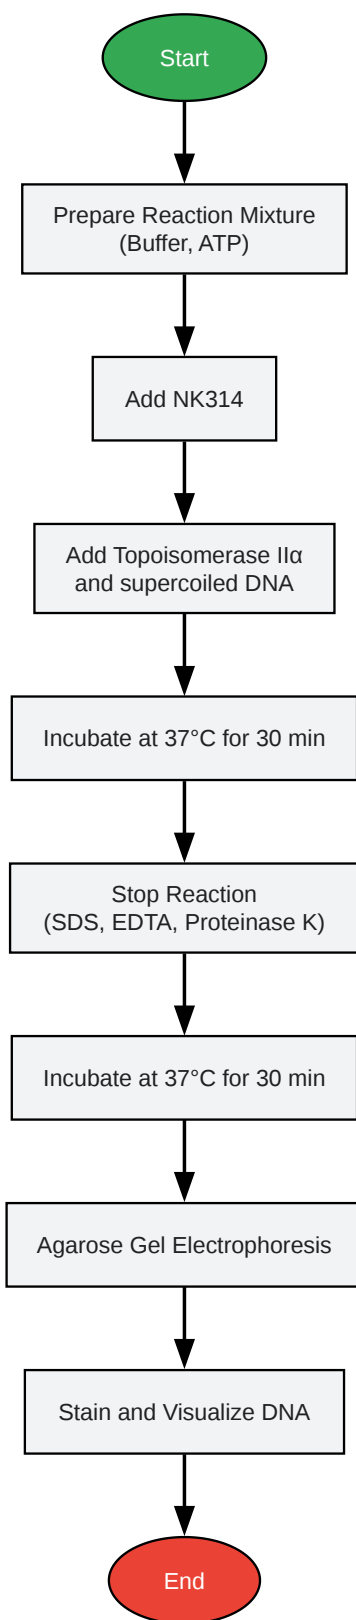 Start
Prepare Reaction Mixture
(Buffer, ATP)
Add NK314
Add Topoisomerase IIα
and supercoiled DNA
Incubate at 37°C for 30 min
Stop Reaction
(SDS, EDTA, Proteinase K)
Incubate at 37°C for 30 min
Agarose Gel Electrophoresis
Stain and Visualize DNA
End